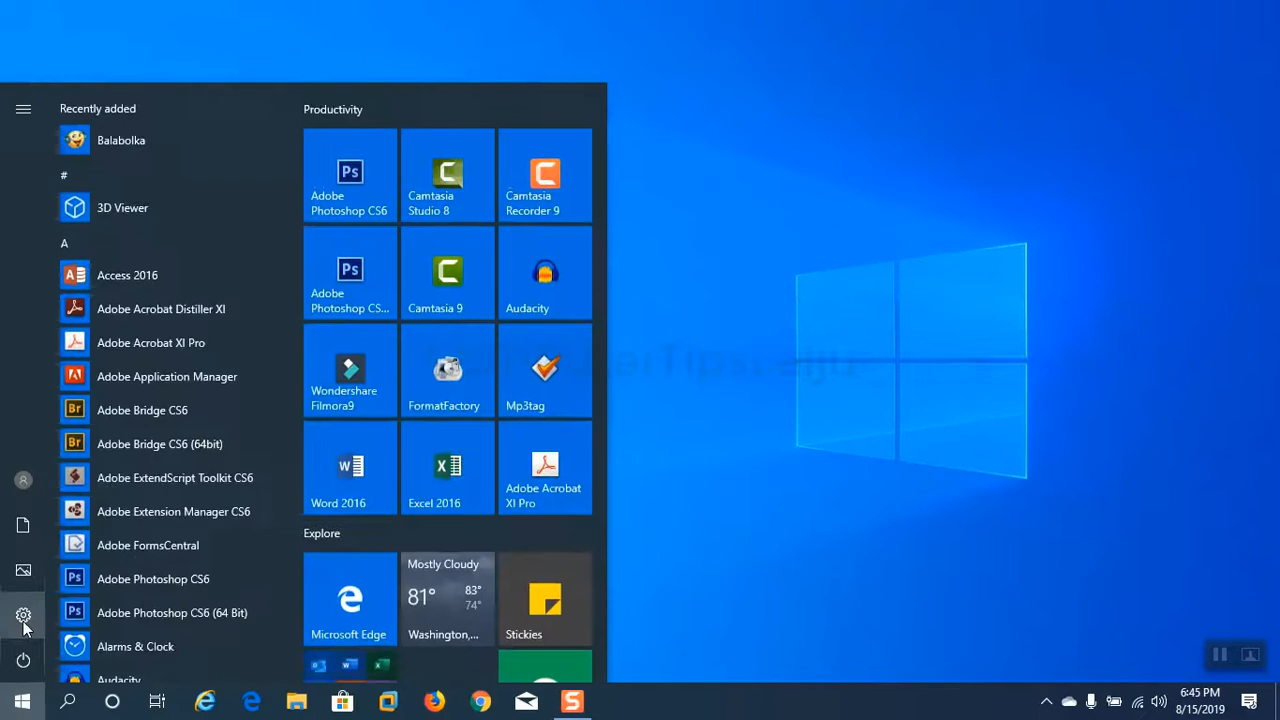 Recently added
Balabolka
#
3D Viewer
A
Access 2016
Adobe Acrobat Distiller XI
Adobe Acrobat XI Pro
Adobe Application Manager
Adobe Bridge CS6
Adobe Bridge CS6 (64bit)
Adobe ExtendScript Toolkit CS6
Adobe Extension Manager CS6
Adobe FormsCentral
Adobe Photoshop CS6
Adobe Photoshop CS6 (64 Bit)
Alarms & Clock
Audacity
Productivity
Adobe
Photoshop CS6
Camtasia
Studio 8
Camtasia
Recorder 9
Adobe
Photoshop CS...
Camtasia 9
Audacity
Wondershare
Filmora9
FormatFactory
Mp3tag
Word 2016
Excel 2016
Adobe Acrobat
XI Pro
Explore
Microsoft Edge
Mostly Cloudy
81°
83°
74°
Washington,...
Stickies
6:45 PM
8/15/2019